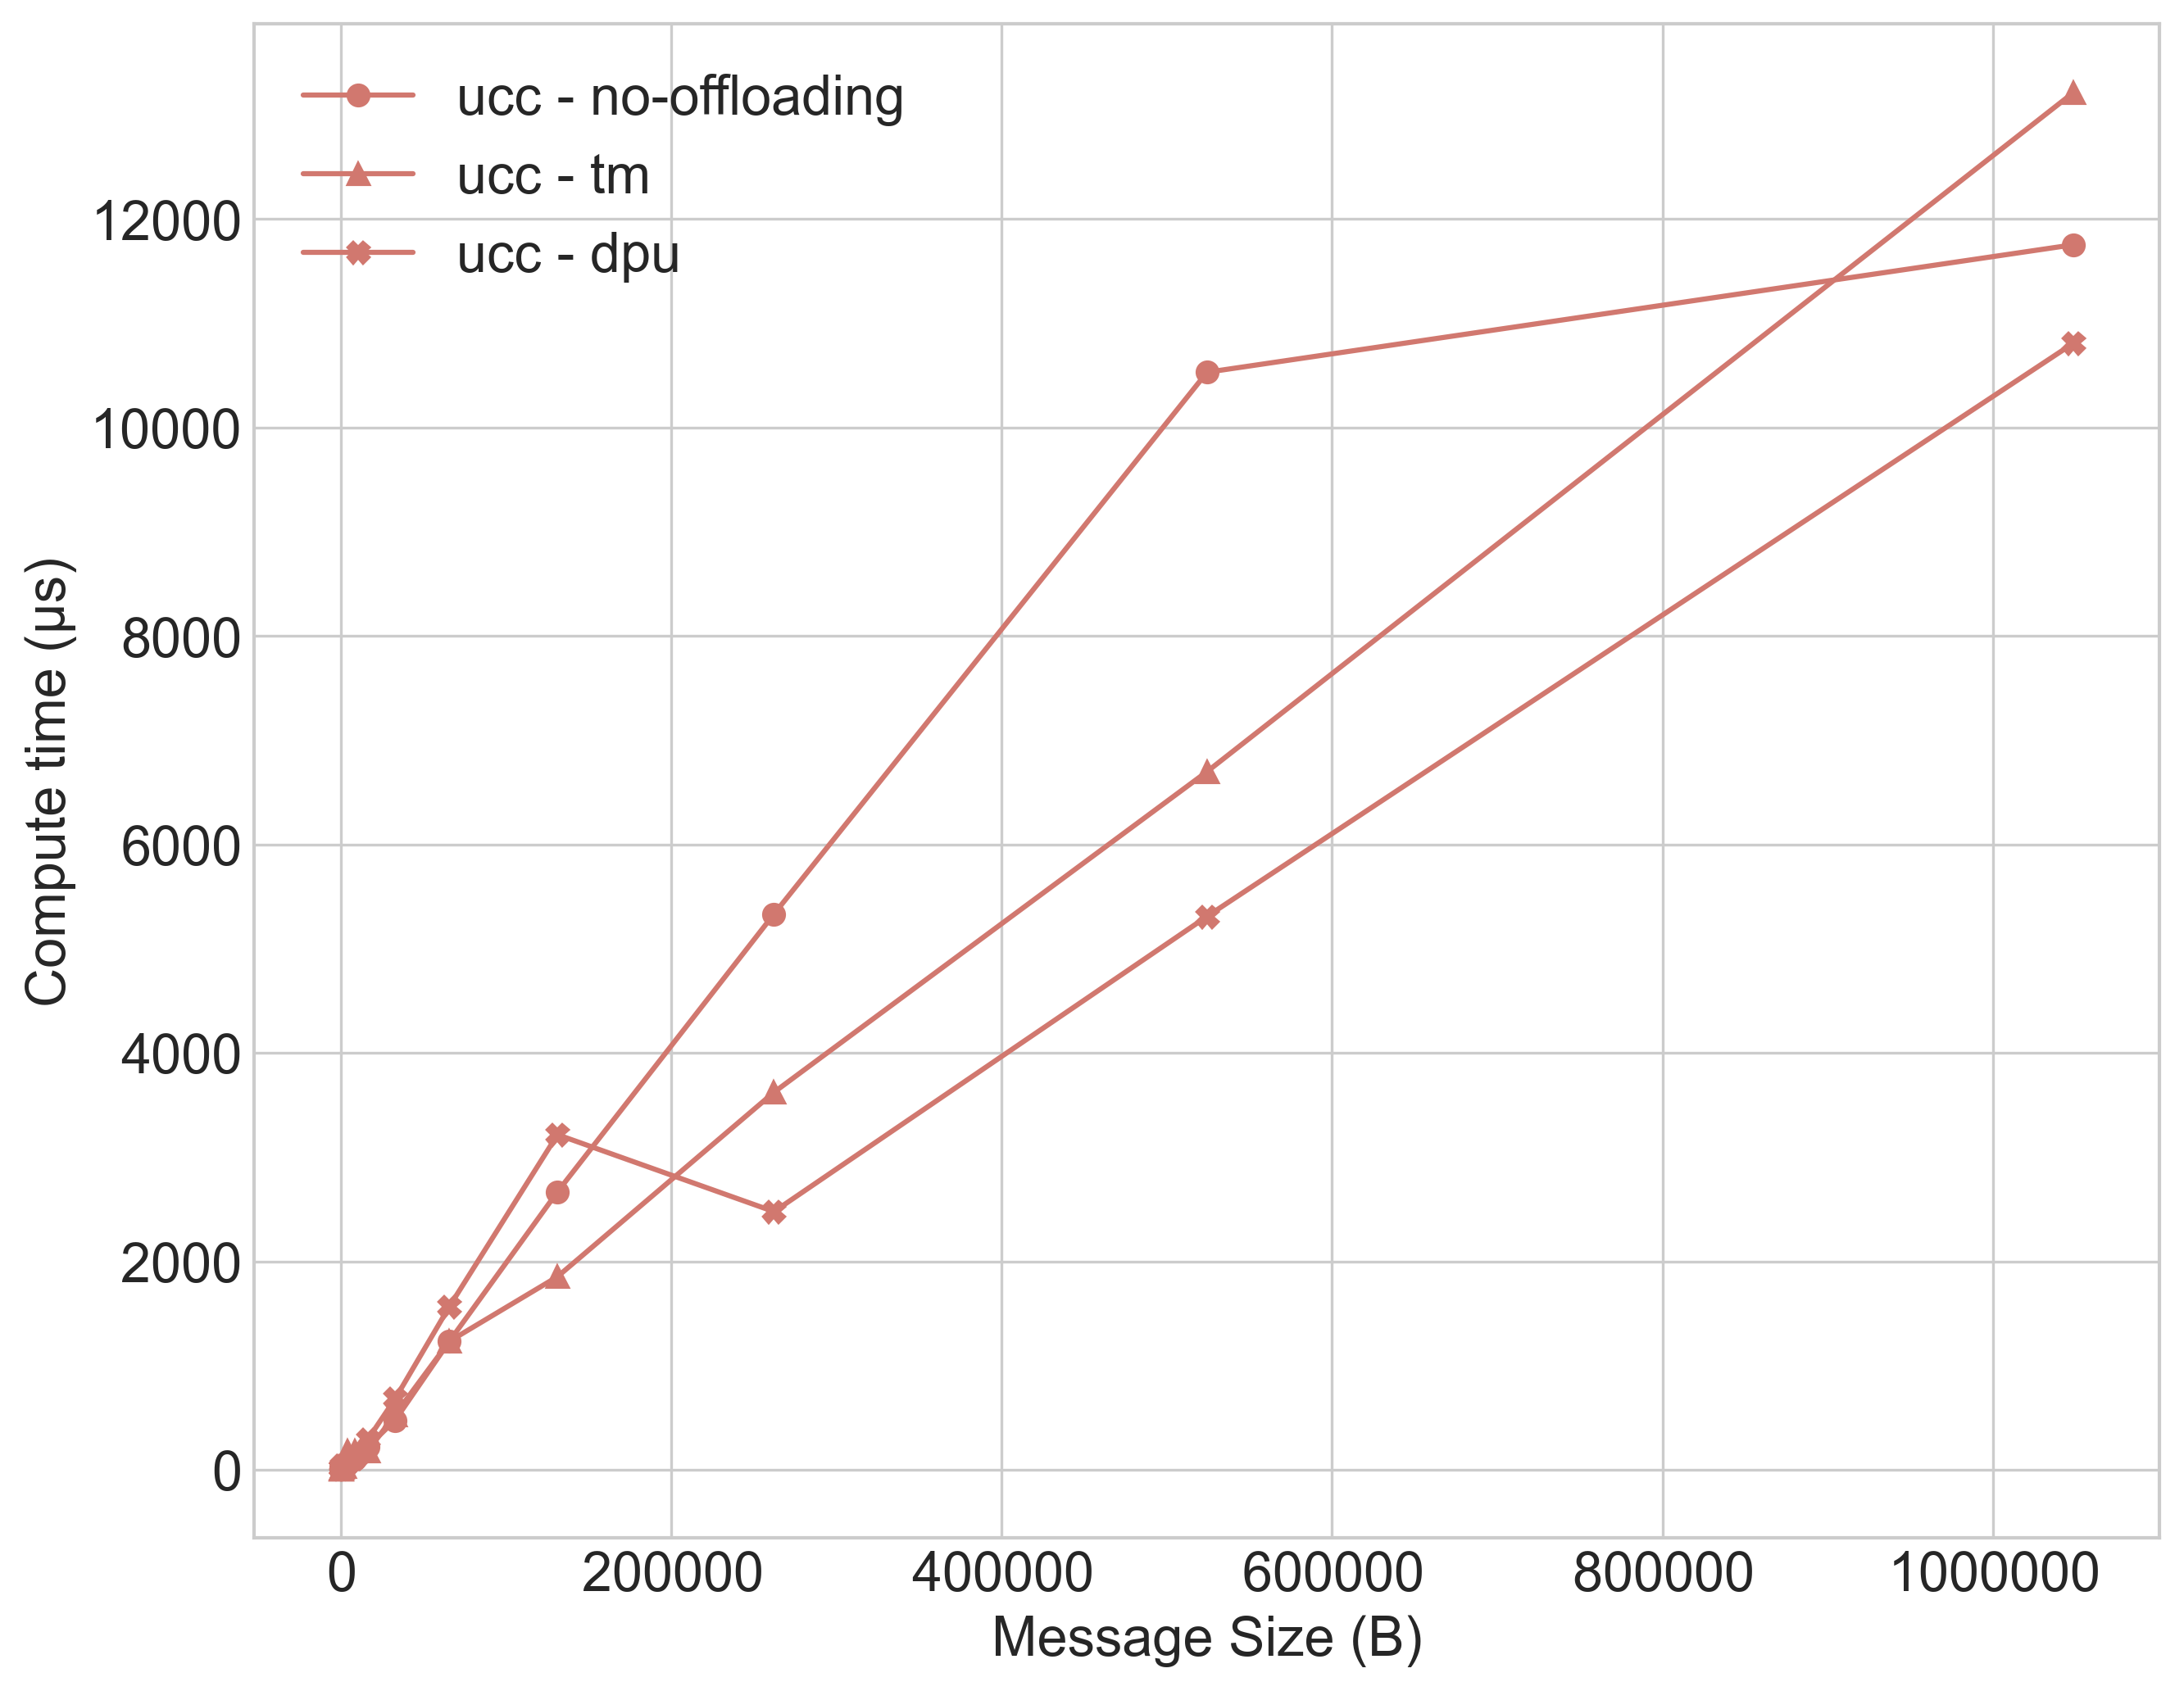 ucc - no-offloading
ucc - tm
ucc - dpu
12000
10000
8000
6000
4000
2000
0
Compute time (µs)
0 200000 400000 600000 800000 1000000
Message Size (B)